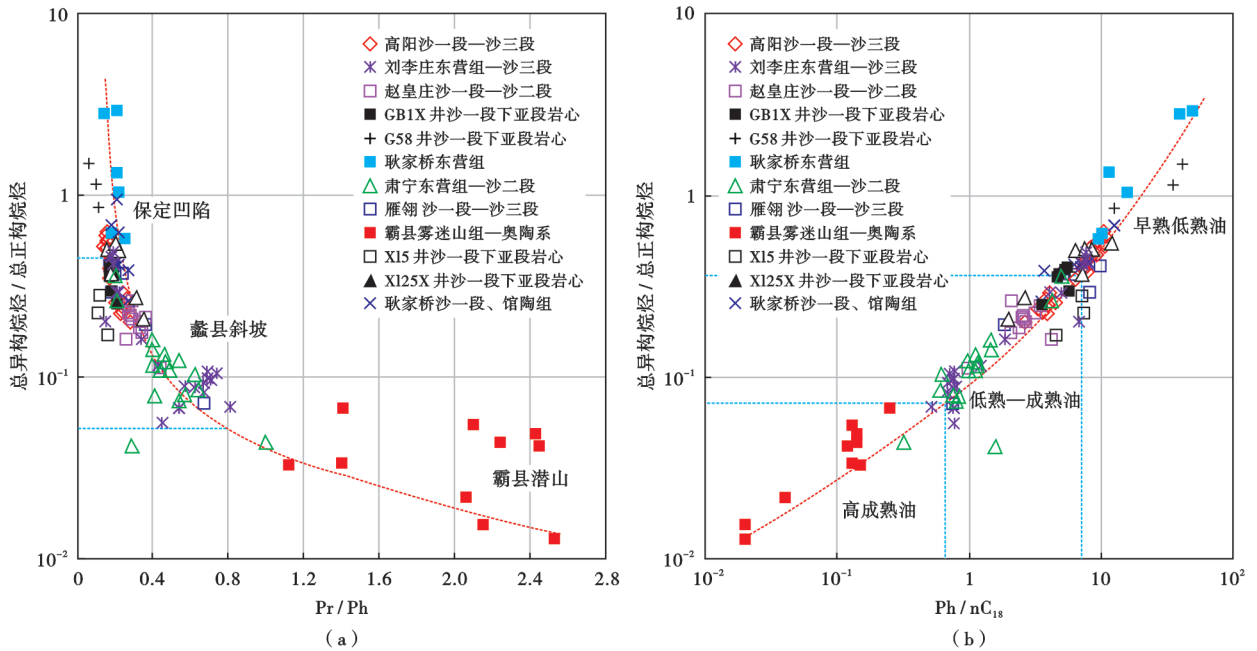 10
1
10⁻¹
10⁻²
总异构烷烃 / 总正构烷烃
0
0.4
0.8
1.2
1.6
2.0
2.4
2.8
Pr / Ph
(a)
高阳沙一段—沙三段
刘李庄东营组—沙三段
赵皇庄沙一段—沙二段
GB1X 井沙一段下亚段岩心
G58 井沙一段下亚段岩心
耿家桥东营组
肃宁东营组—沙二段
雁翎 沙一段—沙三段
霸县雾迷山组—奥陶系
Xl5 井沙一段下亚段岩心
Xl25X 井沙一段下亚段岩心
耿家桥沙一段、馆陶组
保定凹陷
蠡县斜坡
霸县潜山
10
1
10⁻¹
10⁻²
总异构烷烃 / 总正构烷烃
10⁻²
10⁻¹
1
10
10²
Ph / nC₁₈
(b)
高阳沙一段—沙三段
刘李庄东营组—沙三段
赵皇庄沙一段—沙二段
GB1X 井沙一段下亚段岩心
G58 井沙一段下亚段岩心
耿家桥东营组
肃宁东营组—沙二段
雁翎 沙一段—沙三段
霸县雾迷山组—奥陶系
Xl5 井沙一段下亚段岩心
Xl25X 井沙一段下亚段岩心
耿家桥沙一段、馆陶组
早熟低熟油
低熟—成熟油
高成熟油